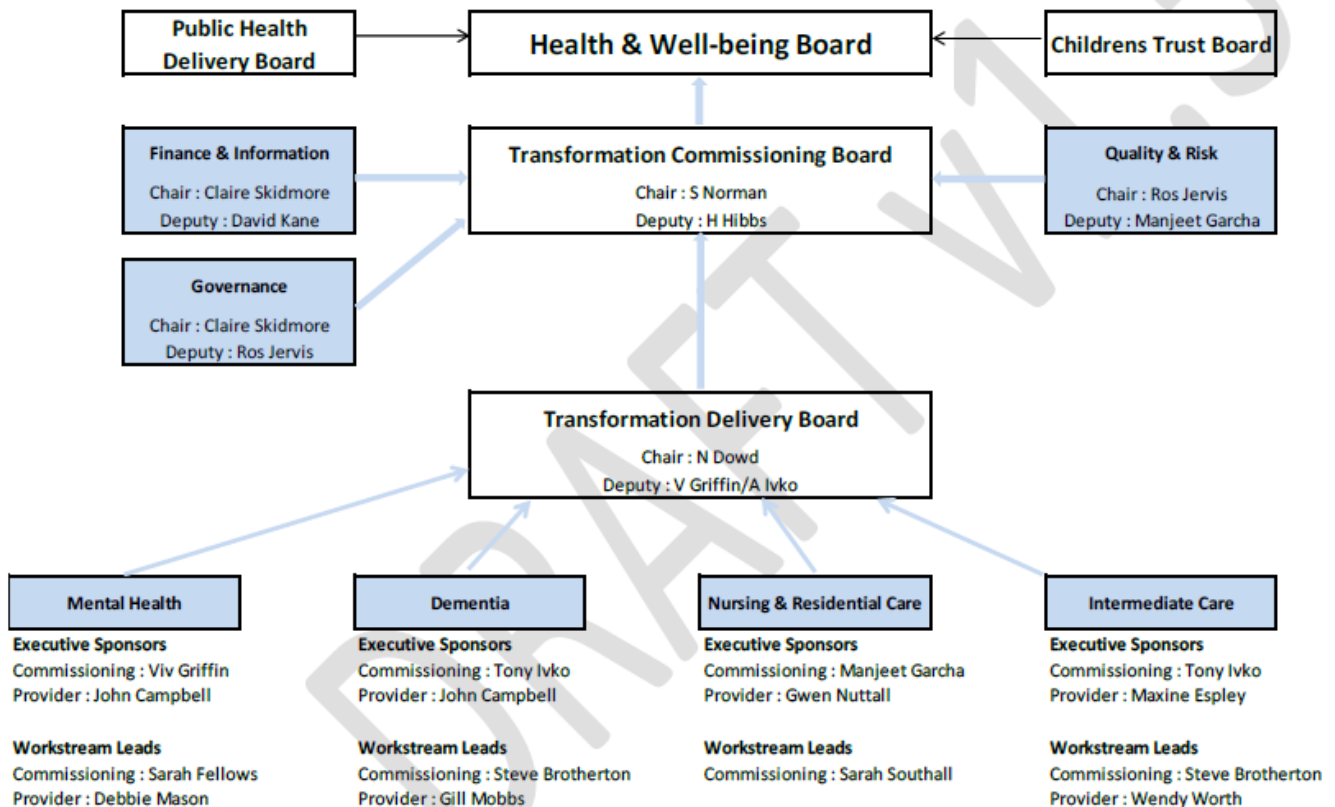 Public Health
Delivery Board
Health & Well-being Board
Childrens Trust Board
Finance & Information
Chair : Claire Skidmore
Deputy : David Kane
Transformation Commissioning Board
Chair : S Norman
Deputy : H Hibbs
Quality & Risk
Chair : Ros Jervis
Deputy : Manjeet Garcha
Governance
Chair : Claire Skidmore
Deputy : Ros Jervis
Transformation Delivery Board
Chair : N Dowd
Deputy : V Griffin/A Ivko
Mental Health
Executive Sponsors
Commissioning : Viv Griffin
Provider : John Campbell
Workstream Leads
Commissioning : Sarah Fellows
Provider : Debbie Mason
Dementia
Executive Sponsors
Commissioning : Tony Ivko
Provider : John Campbell
Workstream Leads
Commissioning : Steve Brotherton
Provider : Gill Mobbs
Nursing & Residential Care
Executive Sponsors
Commissioning : Manjeet Garcha
Provider : Gwen Nuttall
Workstream Leads
Commissioning : Sarah Southall
Intermediate Care
Executive Sponsors
Commissioning : Tony Ivko
Provider : Maxine Espley
Workstream Leads
Commissioning : Steve Brotherton
Provider : Wendy Worth
DRAFT